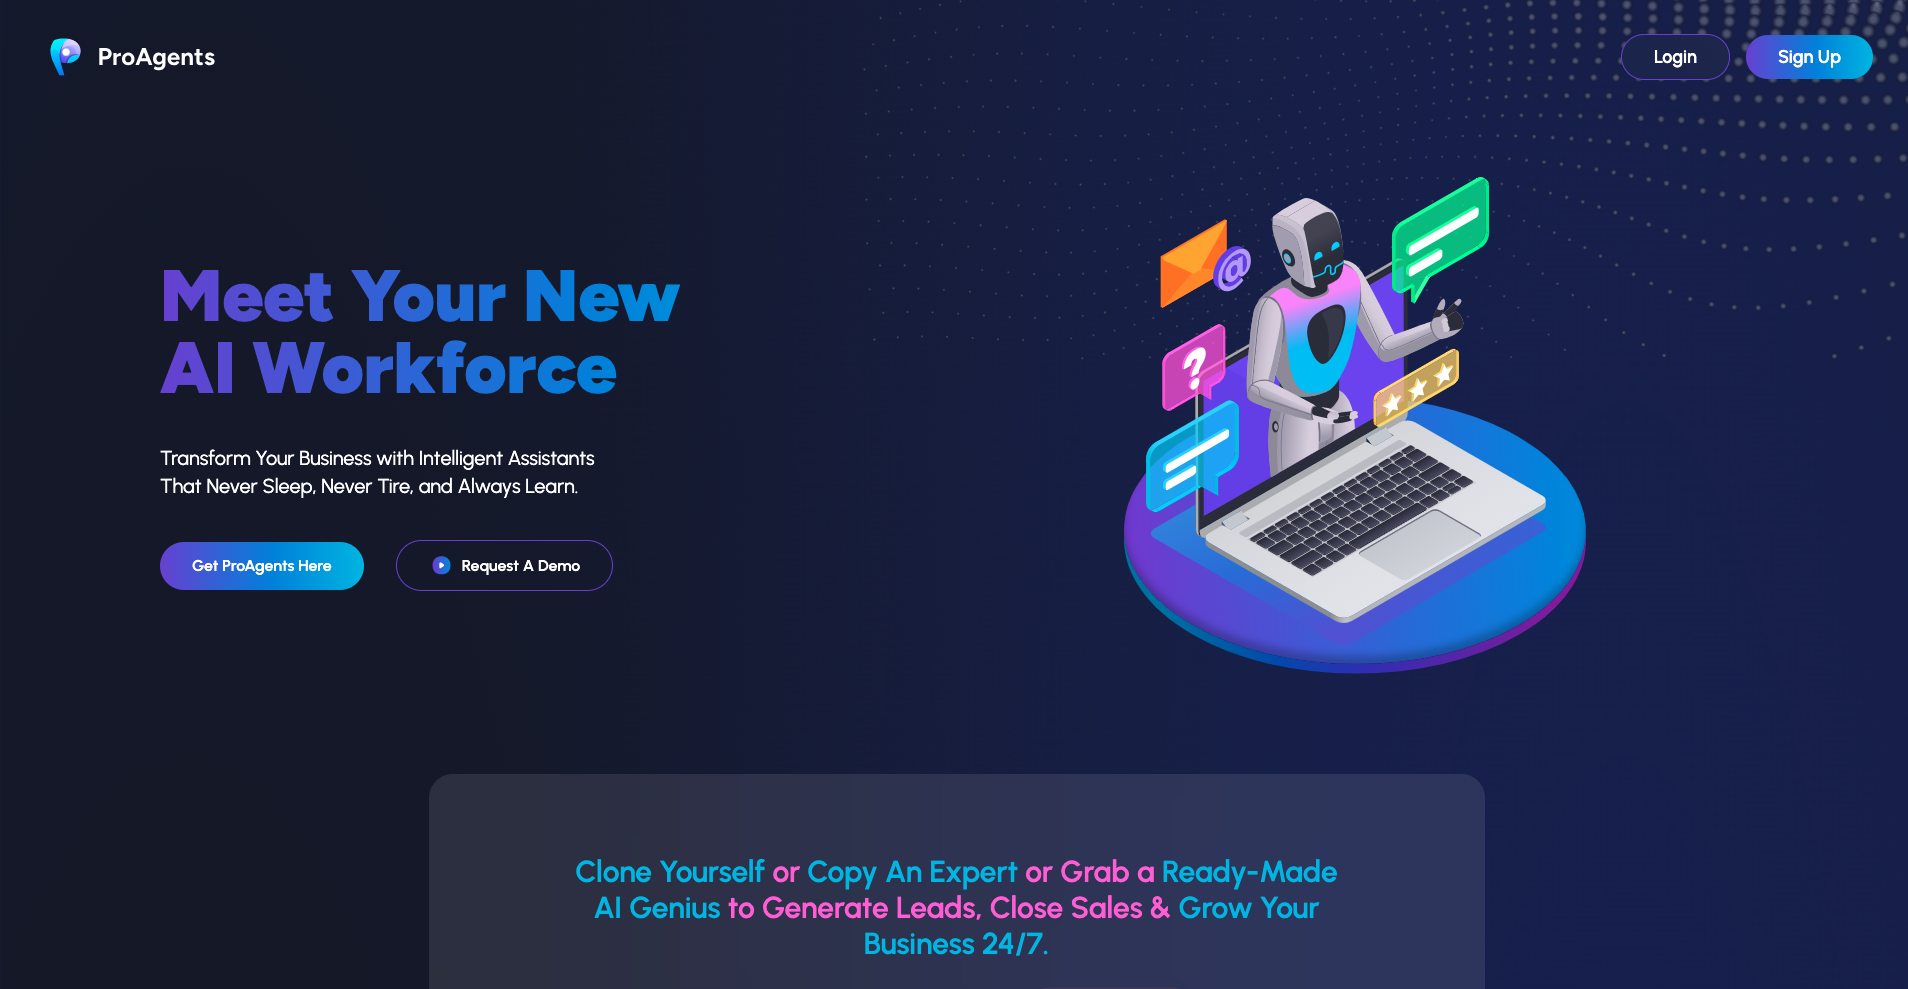 ProAgents
Login
Sign Up
Meet Your New
AI Workforce
Transform Your Business with Intelligent Assistants
That Never Sleep, Never Tire, and Always Learn.
Get ProAgents Here
Request A Demo
@
?
Clone Yourself or Copy An Expert or Grab a Ready-Made
AI Genius to Generate Leads, Close Sales & Grow Your
Business 24/7.